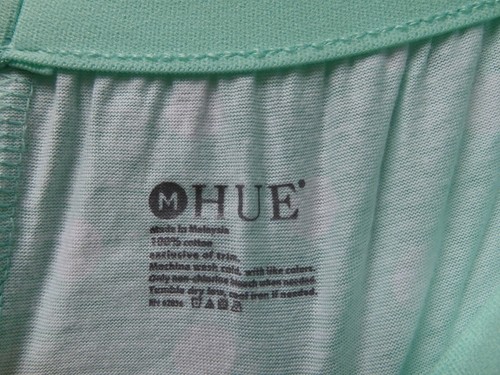 M HUE®
Made in Malaysia
100% cotton
exclusive of trim.
Machine wash cold, with like colors.
Only non-chlorine bleach when needed
Tumble dry low, cool iron if needed.
RN